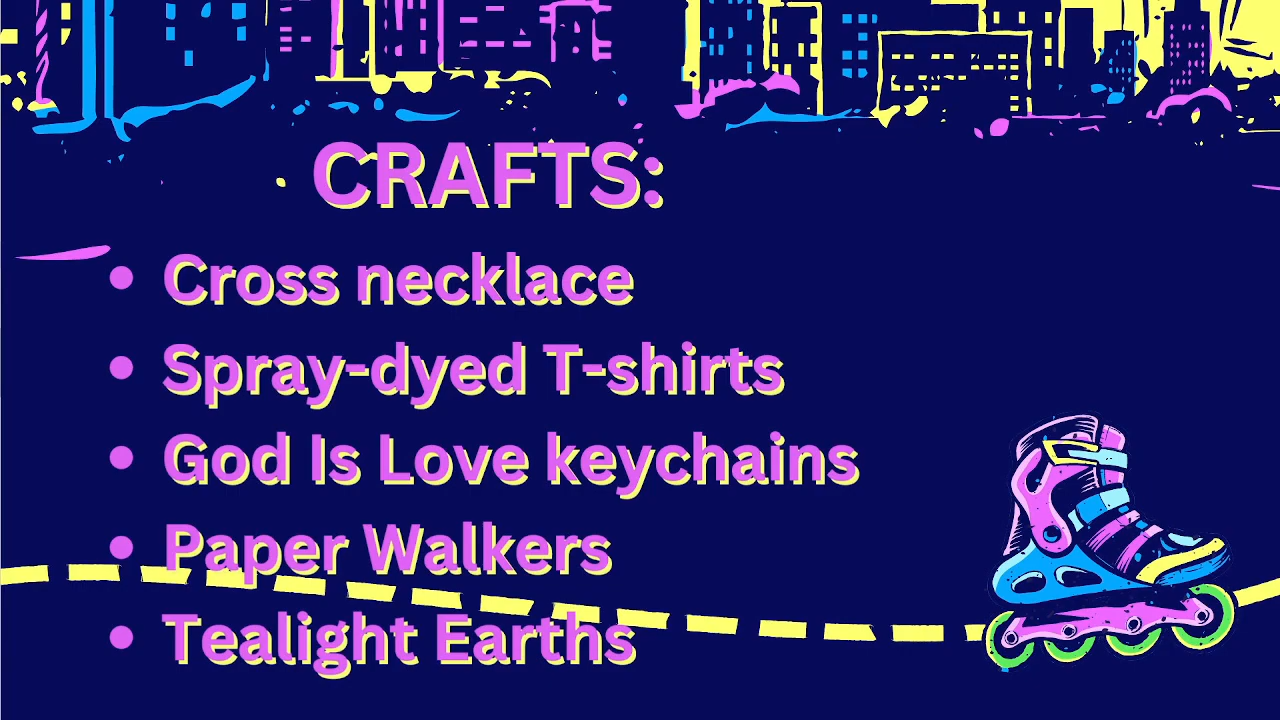 CRAFTS:
• Cross necklace
• Spray-dyed T-shirts
• God Is Love keychains
• Paper Walkers
• Tealight Earths